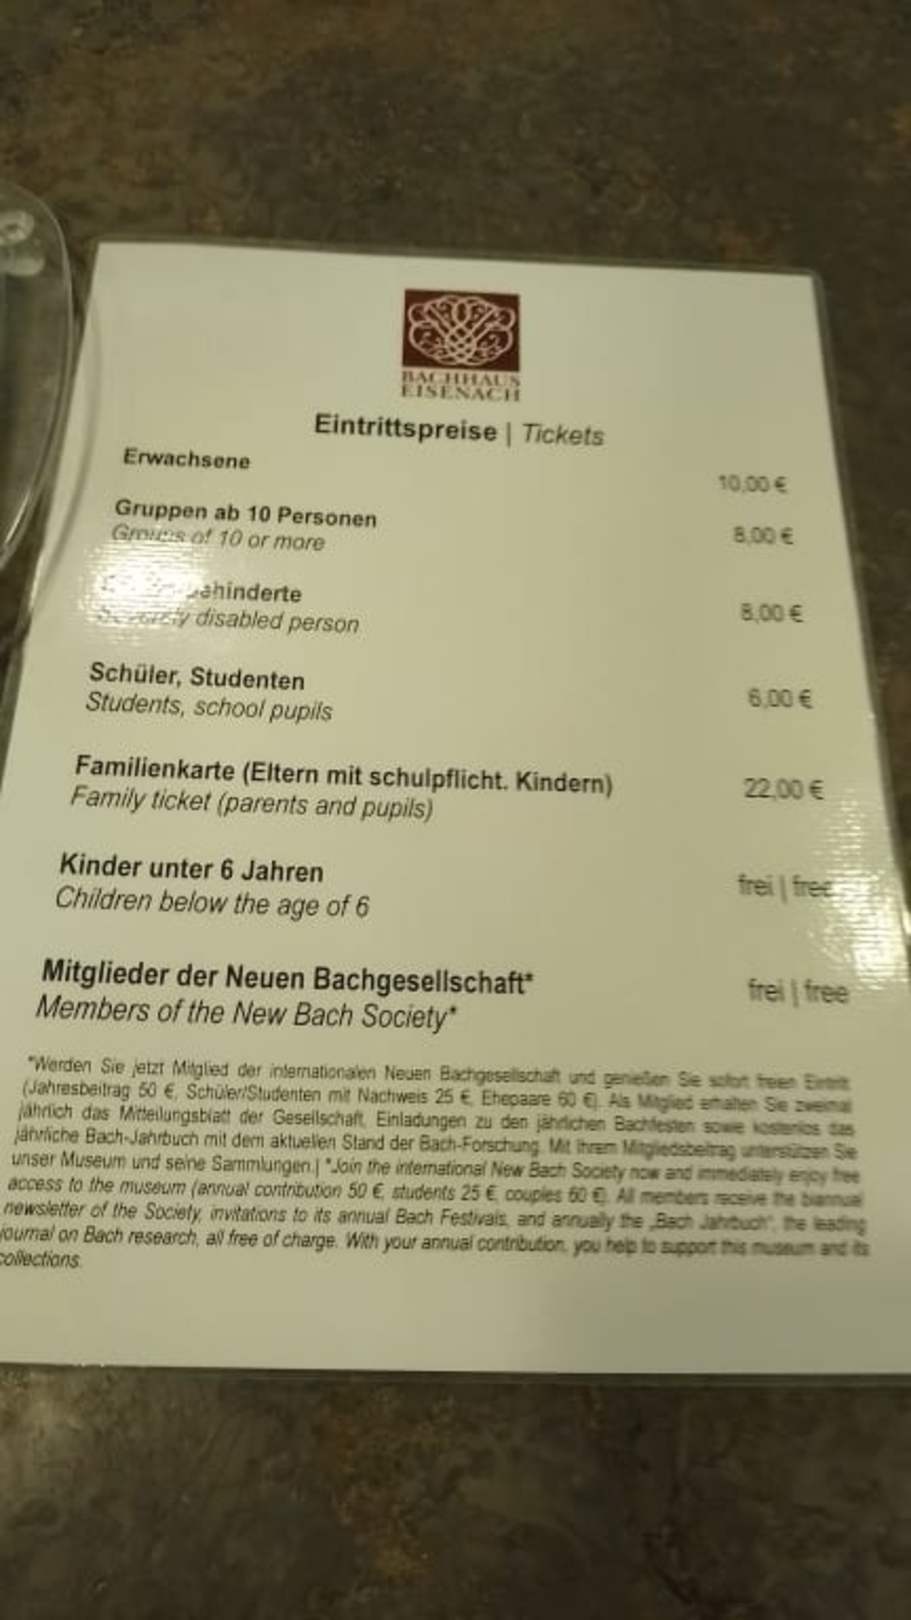 BACHHAUS
EISENACH
Eintrittspreise | Tickets
Erwachsene 10,00 €
Gruppen ab 10 Personen
Groups of 10 or more 8,00 €
behinderte
Severely disabled person 8,00 €
Schüler, Studenten
Students, school pupils 6,00 €
Familienkarte (Eltern mit schulpflicht. Kindern)
Family ticket (parents and pupils) 22,00 €
Kinder unter 6 Jahren
Children below the age of 6 frei | free
Mitglieder der Neuen Bachgesellschaft*
Members of the New Bach Society* frei | free
*Werden Sie jetzt Mitglied der internationalen Neuen Bachgesellschaft und genießen Sie sofort freien Eintritt
(Jahresbeitrag 50 €, Schüler/Studenten mit Nachweis 25 €, Ehepaare 60 €). Als Mitglied erhalten Sie zweimal
jährlich das Mitteilungsblatt der Gesellschaft, Einladungen zu den jährlichen Bachfesten sowie kostenlos das
jährliche Bach-Jahrbuch mit dem aktuellen Stand der Bach-Forschung. Mit Ihrem Mitgliedsbeitrag unterstützen Sie
unser Museum und seine Sammlungen.| *Join the international New Bach Society now and immediately enjoy free
access to the museum (annual contribution 50 €, students 25 €, couples 60 €). All members receive the biannual
newsletter of the Society, invitations to its annual Bach Festivals, and annually the „Bach Jahrbuch", the leading
journal on Bach research, all free of charge. With your annual contribution, you help to support this museum and its
collections.